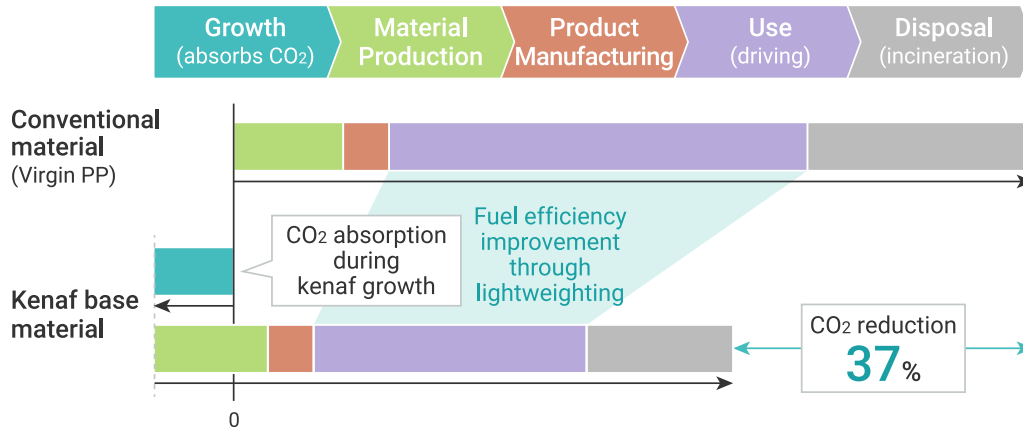 Growth
(absorbs CO₂)
Material
Production
Product
Manufacturing
Use
(driving)
Disposal
(incineration)
Conventional
material
(Virgin PP)
CO₂ absorption
during
kenaf growth
Fuel efficiency
improvement
through
lightweighting
Kenaf base
material
CO₂ reduction
37%
0